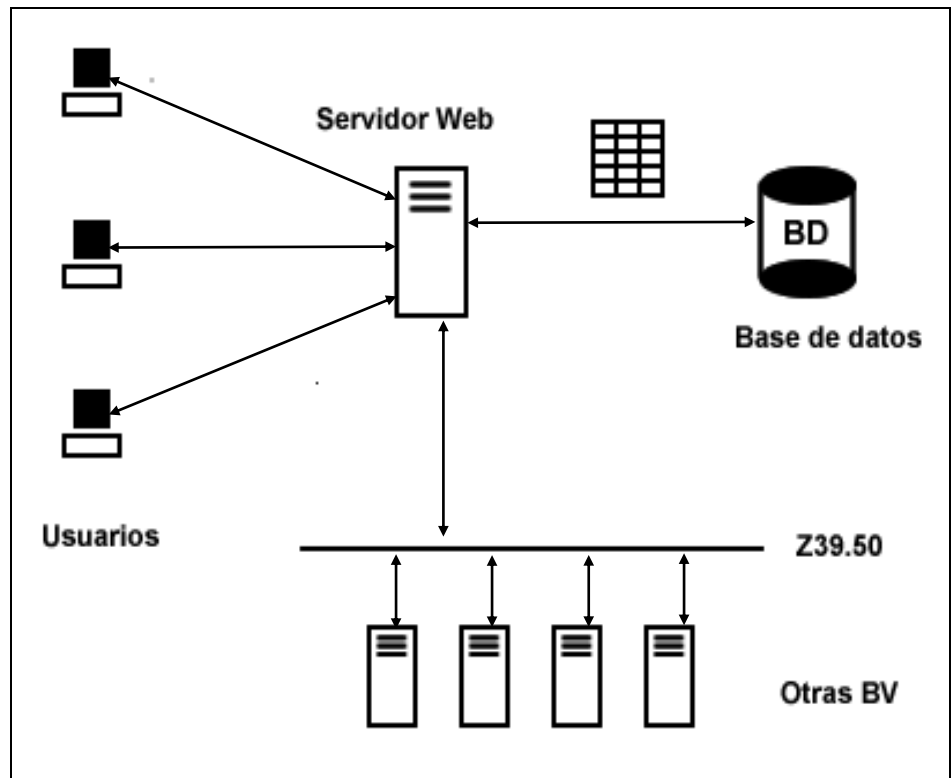 Servidor Web
BD
Base de datos
Usuarios
Z39.50
Otras BV